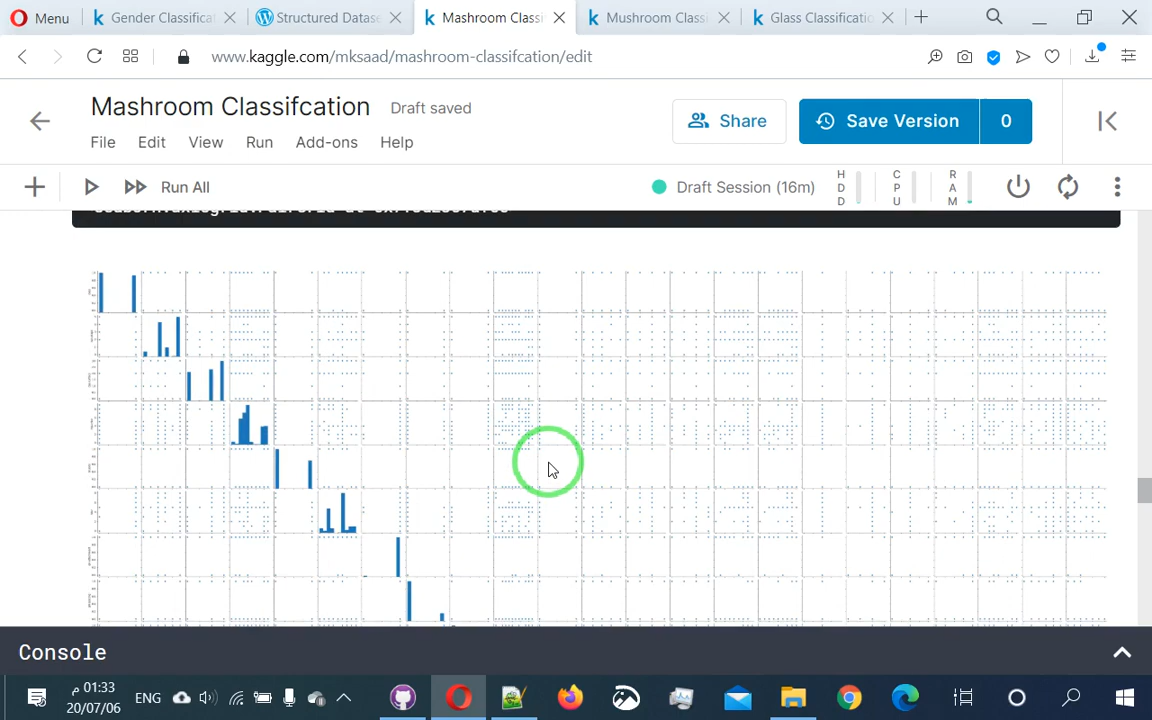 Menu
Gender Classificat
Structured Datase
Mashroom Classi
Mushroom Classi
Glass Classificatio
www.kaggle.com/mksaad/mashroom-classifcation/edit
Mashroom Classifcation
Draft saved
Share
Save Version
0
File
Edit
View
Run
Add-ons
Help
Run All
Draft Session (16m)
HDD
CPU
RAM
Console
01:33 م
20/07/06
ENG